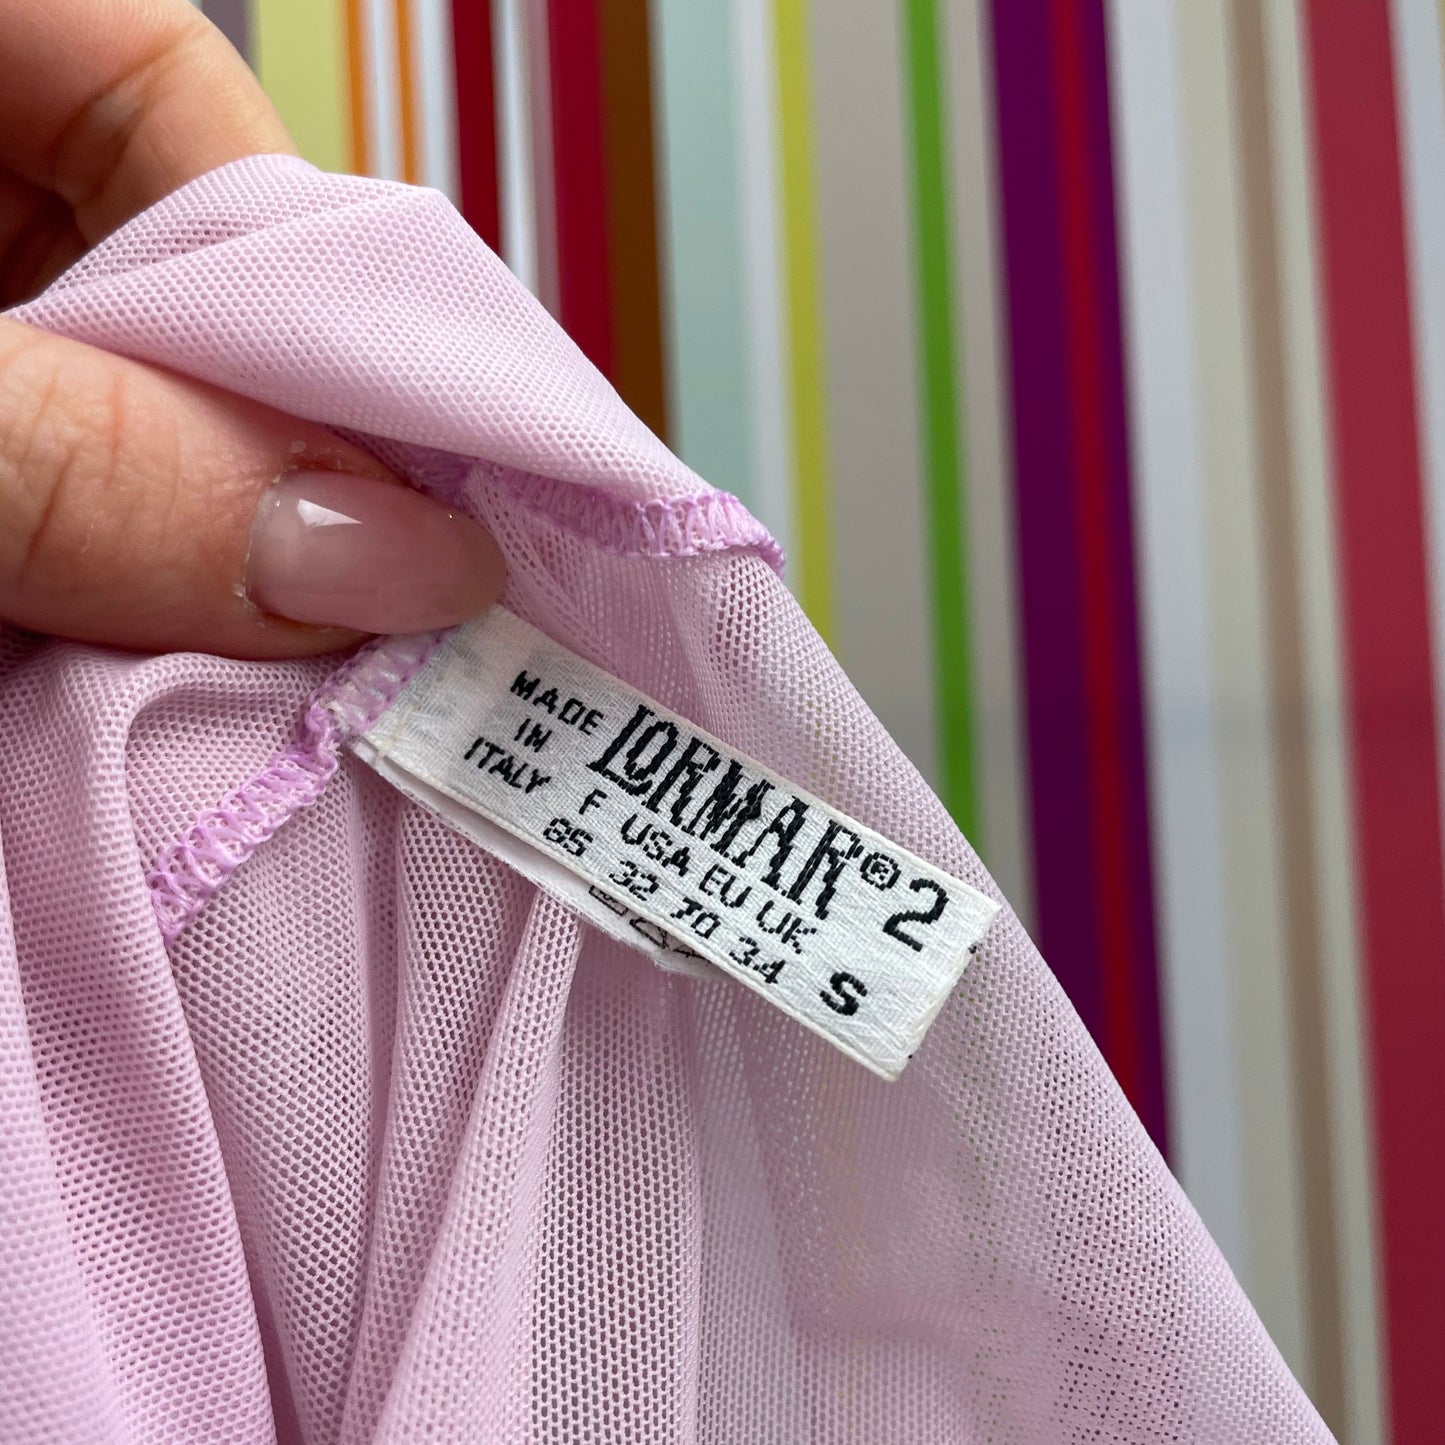 MADE
IN
ITALY
LORMAR® 2
F USA EU UK
85 32 70 34 S